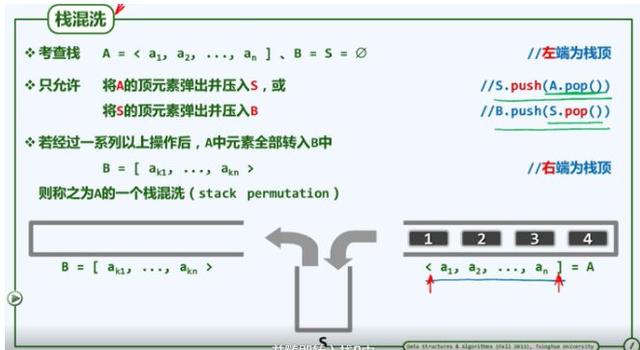 栈混洗
考查栈 A = < a1, a2, ..., an ] 、B = S = ∅ //左端为栈顶
只允许 将A的顶元素弹出并压入S，或 //S.push(A.pop())
将S的顶元素弹出并压入B //B.push(S.pop())
若经过一系列以上操作后，A中元素全部转入B中
B = [ ak1, ..., akn > //右端为栈顶
则称之为A的一个栈混洗（stack permutation）
1 2 3 4
B = [ ak1, ..., akn > < a1, a2, ..., an ] = A
S
Data Structures & Algorithms (Fall 2013), Tsinghua University